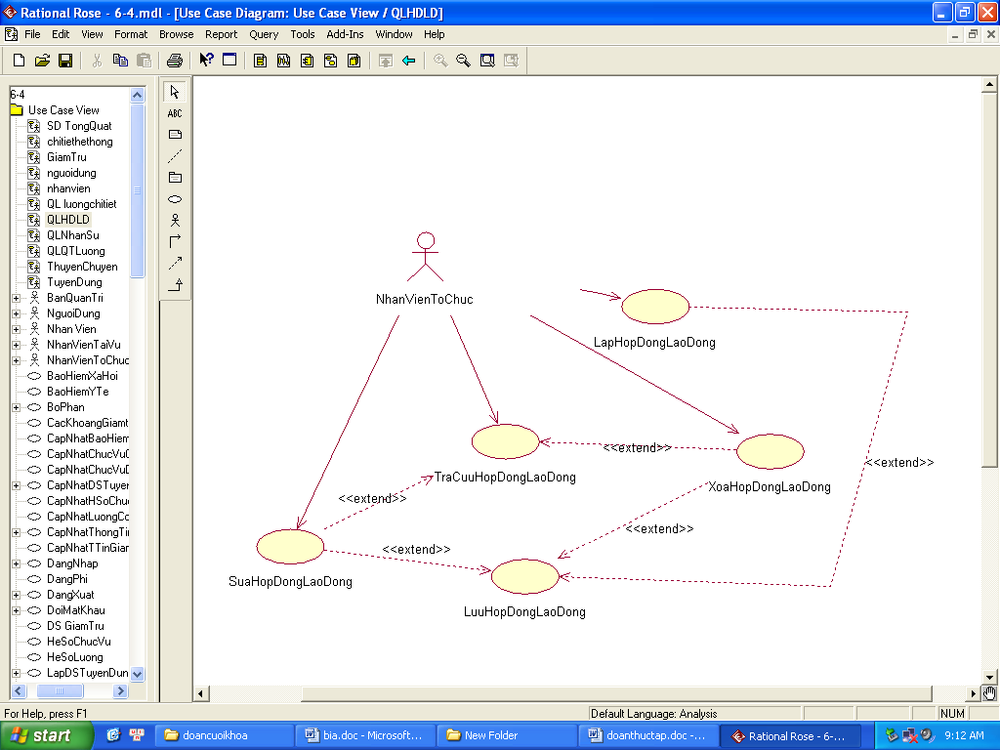 Rational Rose - 6-4.mdl - [Use Case Diagram: Use Case View / QLHDLD]
File Edit View Format Browse Report Query Tools Add-Ins Window Help
6-4
Use Case View
SD TongQuat
chitiethethong
GiamTru
nguoidung
nhanvien
QL luongchitiet
QLHDLD
QLNhanSu
QLQTLuong
ThuyenChuyen
TuyenDung
BanQuanTri
NguoiDung
Nhan Vien
NhanVienTaiVu
NhanVienToChuc
BaoHiemXaHoi
BaoHiemYTe
BoPhan
CacKhoangGiamt
CapNhatBaoHiem
CapNhatChucVuD
CapNhatChucVuD
CapNhatDSTuyer
CapNhatHSoChuc
CapNhatLuongCo
CapNhatThongTin
CapNhatTTinGiam
DangNhap
DangPhi
DangXuat
DoiMatKhau
DS GiamTru
HeSoChucVu
HeSoLuong
LapDSTuyenDun
ABC
NhanVienToChuc
LapHopDongLaoDong
<<extend>>
<<extend>>
TraCuuHopDongLaoDong
XoaHopDongLaoDong
<<extend>>
<<extend>>
<<extend>>
SuaHopDongLaoDong
LuuHopDongLaoDong
For Help, press F1
Default Language: Analysis
NUM
start
doancuoikhoa
bia.doc - Microsoft...
New Folder
doanthuctap.doc -...
Rational Rose - 6-...
9:12 AM